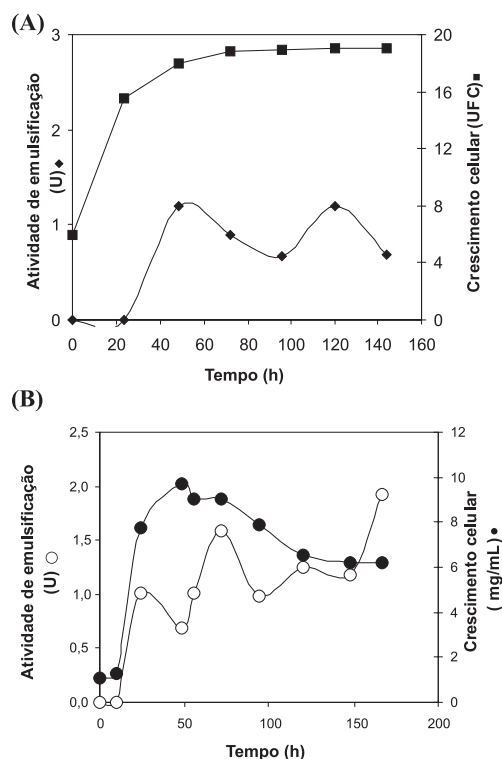 (A)
3
2
1
0
Atividade de emulsificação
(U) ◆
20
16
12
8
4
0
Crescimento celular (UFC) ■
0 20 40 60 80 100 120 140 160
Tempo (h)
(B)
2,5
2,0
1,5
1,0
0,5
0,0
Atividade de emulsificação
(U) ○
12
10
8
6
4
2
0
Crescimento celular
( mg/mL) ●
0 50 100 150 200
Tempo (h)